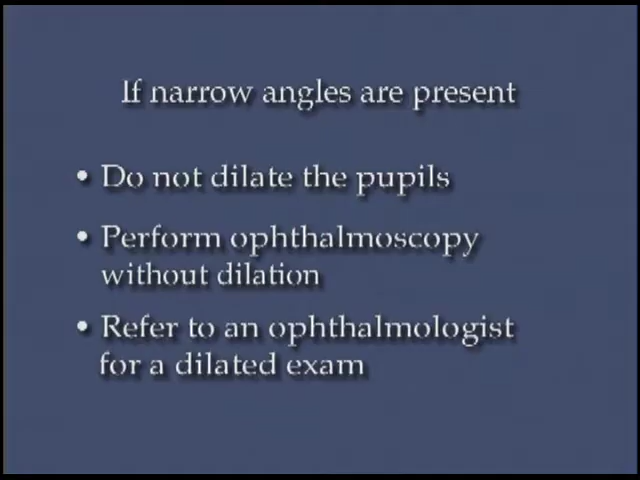 If narrow angles are present
• Do not dilate the pupils
• Perform ophthalmoscopy
without dilation
• Refer to an ophthalmologist
for a dilated exam